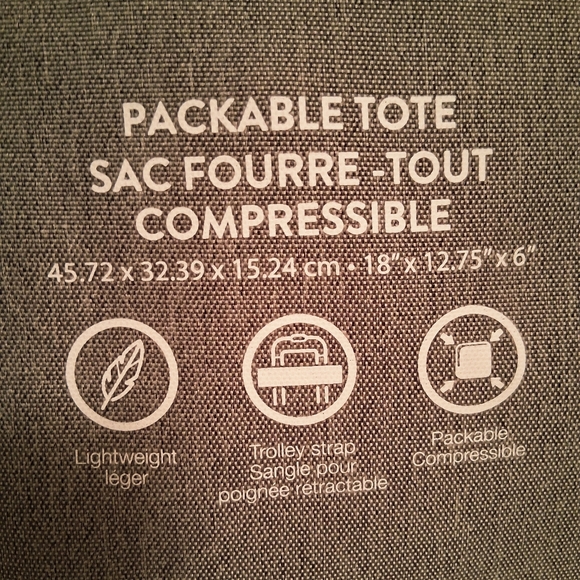 PACKABLE TOTE
SAC FOURRE -TOUT
COMPRESSIBLE
45.72 x 32.39 x 15.24 cm • 18" x 12.75" x 6"
Lightweight
léger
Trolley strap
Sangle pour
poignée rétractable
Packable
Compressible